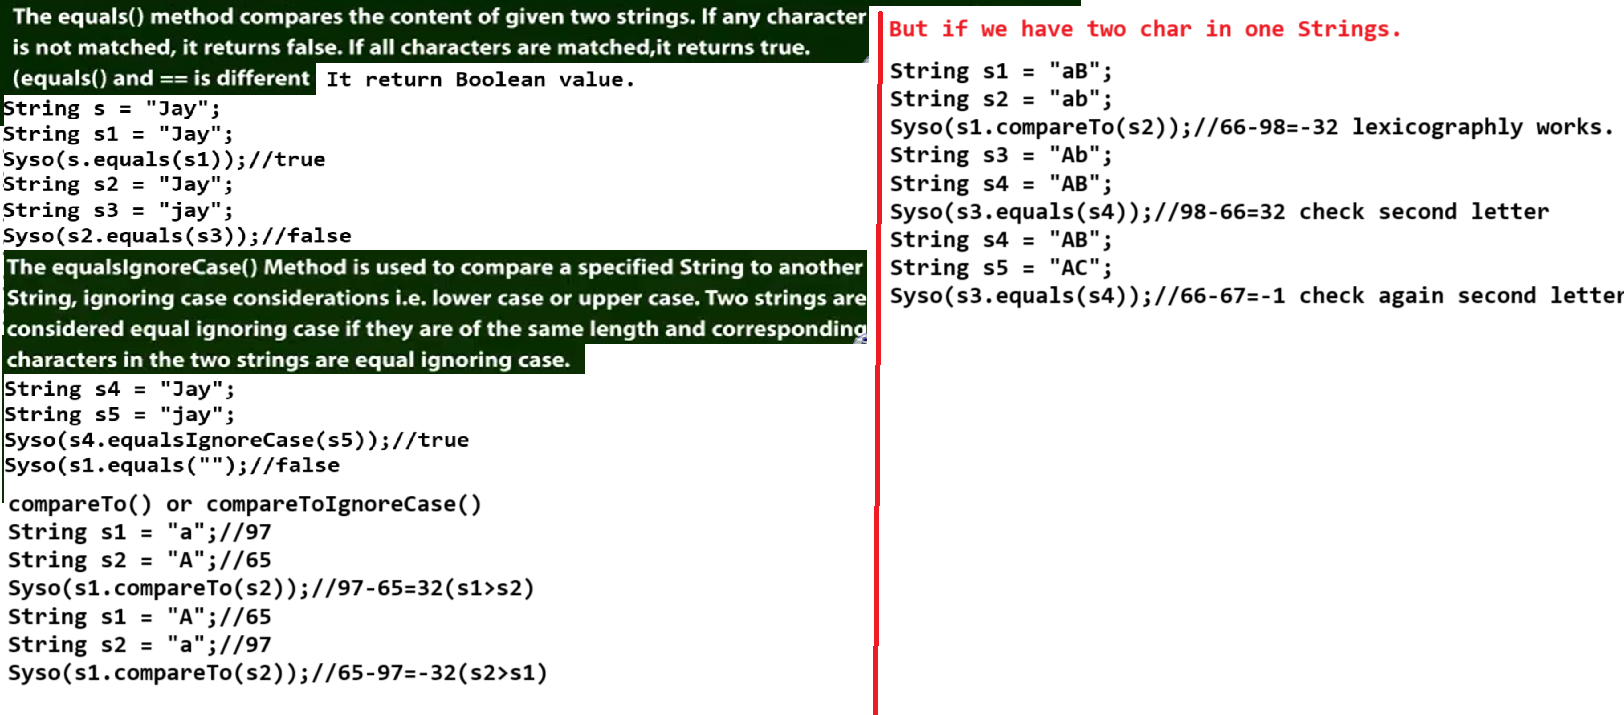 The equals() method compares the content of given two strings. If any character
is not matched, it returns false. If all characters are matched,it returns true.
(equals() and == is different It return Boolean value.
String s = "Jay";
String s1 = "Jay";
Syso(s.equals(s1));//true
String s2 = "Jay";
String s3 = "jay";
Syso(s2.equals(s3));//false
The equalsIgnoreCase() Method is used to compare a specified String to another
String, ignoring case considerations i.e. lower case or upper case. Two strings are
considered equal ignoring case if they are of the same length and corresponding
characters in the two strings are equal ignoring case.
String s4 = "Jay";
String s5 = "jay";
Syso(s4.equalsIgnoreCase(s5));//true
Syso(s1.equals("");//false
compareTo() or compareToIgnoreCase()
String s1 = "a";//97
String s2 = "A";//65
Syso(s1.compareTo(s2));//97-65=32(s1>s2)
String s1 = "A";//65
String s2 = "a";//97
Syso(s1.compareTo(s2));//65-97=-32(s2>s1)
But if we have two char in one Strings.
String s1 = "aB";
String s2 = "ab";
Syso(s1.compareTo(s2));//66-98=-32 lexicographly works.
String s3 = "Ab";
String s4 = "AB";
Syso(s3.equals(s4));//98-66=32 check second letter
String s4 = "AB";
String s5 = "AC";
Syso(s3.equals(s4));//66-67=-1 check again second letter